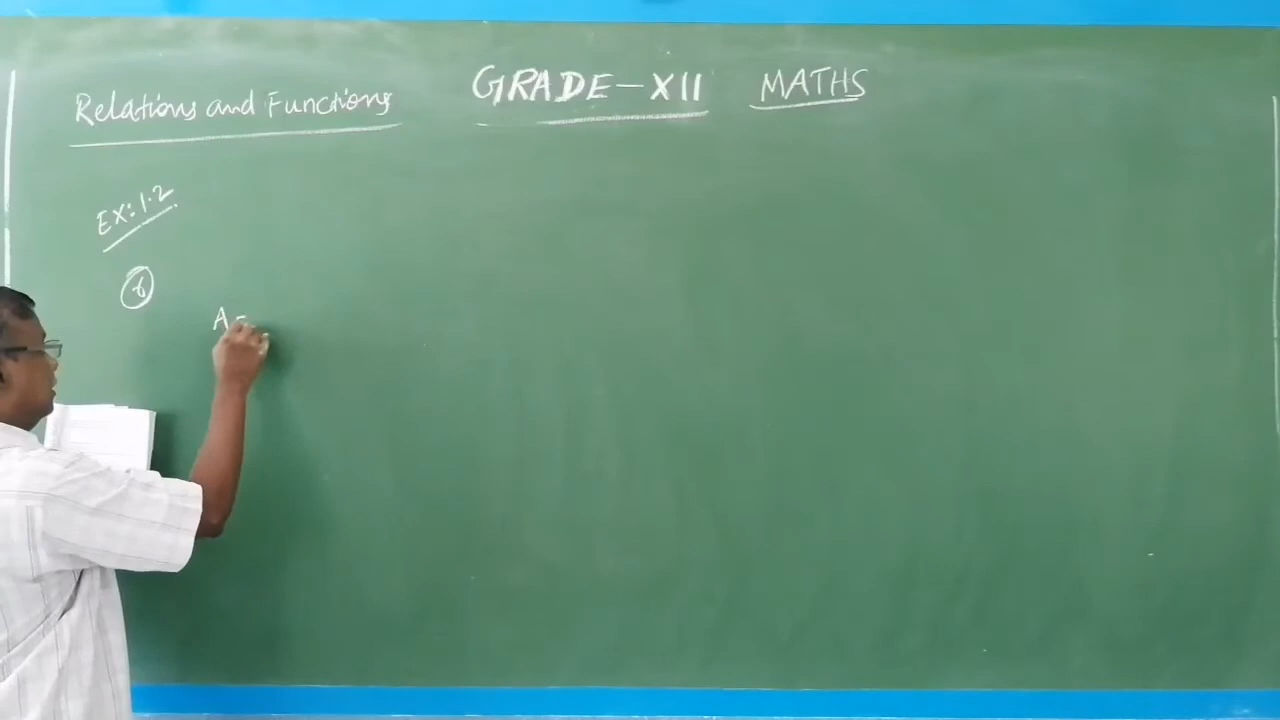 GRADE-XII MATHS
Relations and Functions
EX: 1.2
6
A =